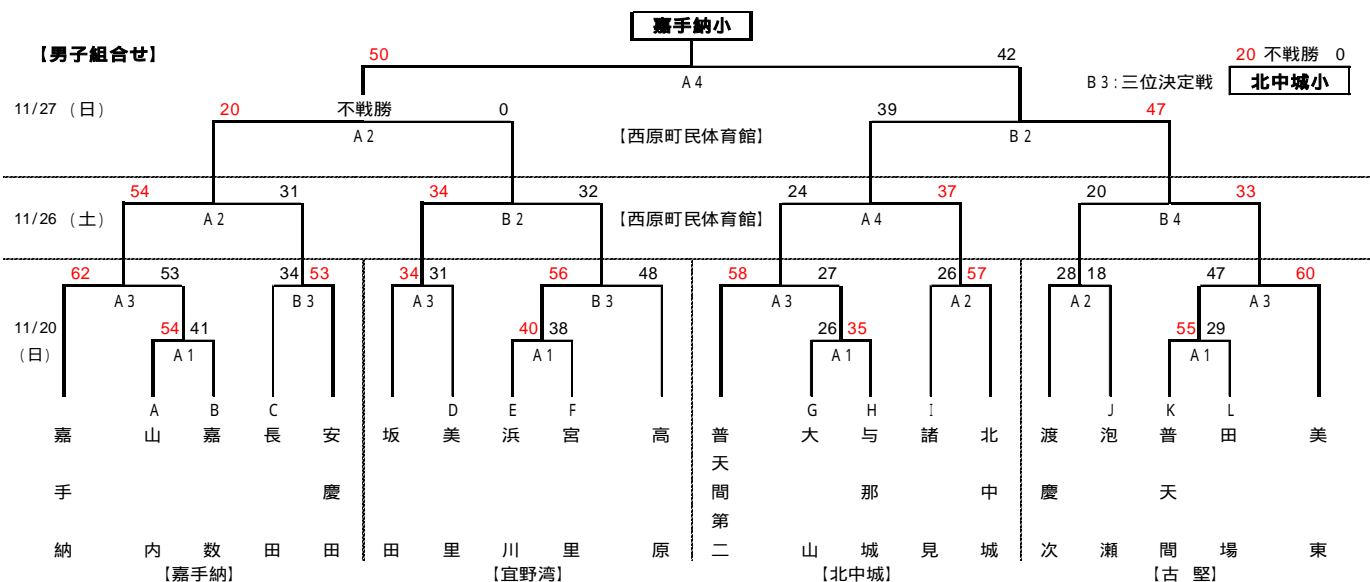 嘉手納小
【男子組合せ】
50
42
20 不戦勝 0
A4
B3:三位決定戦
北中城小
11/27 (日)
20 不戦勝 0
39 47
A2
【西原町民体育館】
B2
54 31 34 32 24 37 20 33
11/26 (土)
A2 B2
【西原町民体育館】
A4 B4
62 53 34 53 34 31 56 48 58 27 26 57 28 18 47 60
A3 B3 A3 B3 A3 A2 A2 A3
11/20
(日)
54 41 40 38 26 35 55 29
A1 A1 A1 A1
A B C D E F G H I J K L
嘉手納
山内
嘉数
長田
安慶田
坂田
美里
浜川
宮里
高原
普天間第二
大山
与那城
諸見
北中城
渡慶次
泡瀬
普天間
田場
美東
【嘉手納】 【宜野湾】 【北中城】 【古 堅】